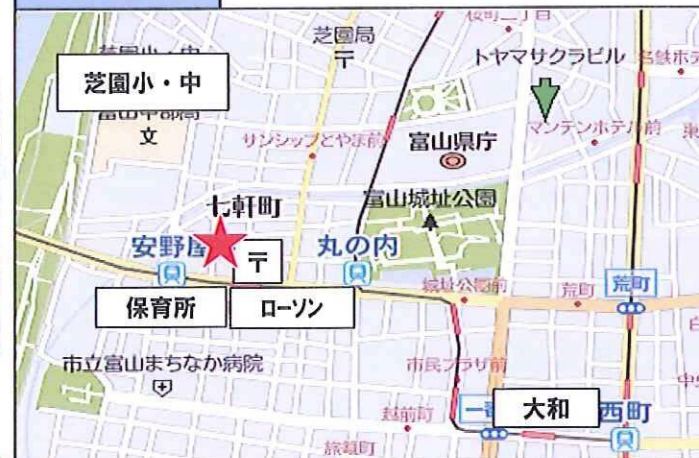 芝園局
〒
トヤマサクラビル
芝園小・中
文
サンシップとやま前
富山県庁
マンテンホテル前
七軒町
富山城址公園
安野屋
〒
丸の内
保育所
ローソン
城址公園前
荒町
荒町
市立富山まちなか病院
市民プラザ前
越前町
大和
西町
旅籠町